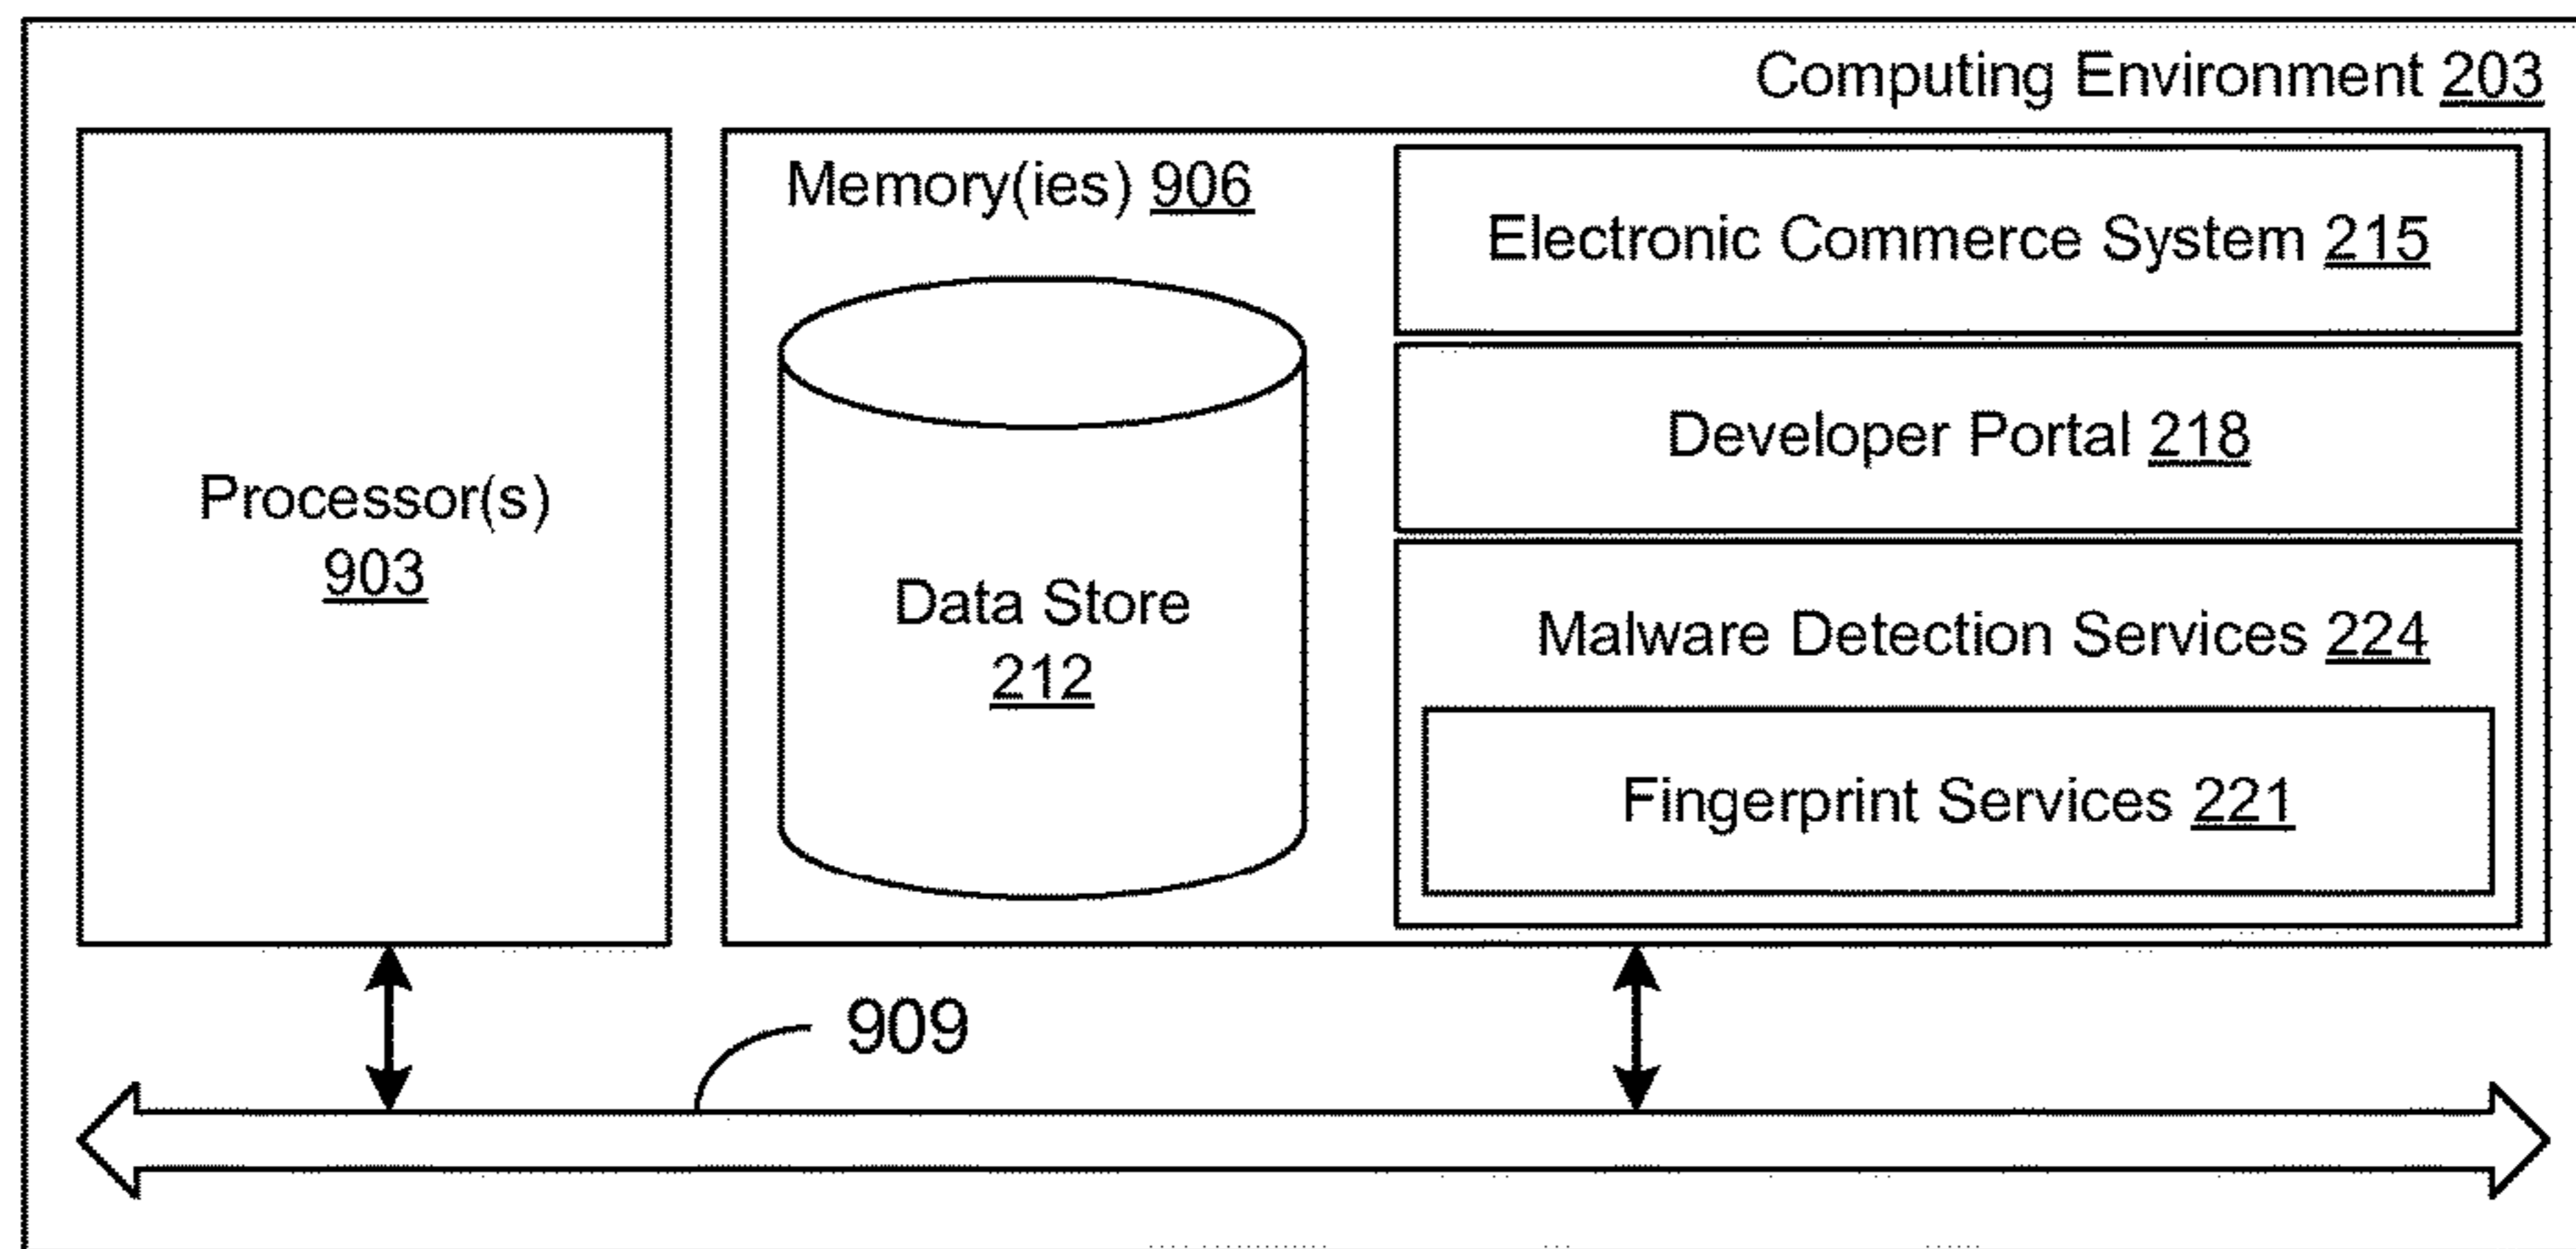 Computing Environment 203
Processor(s)
903
Memory(ies) 906
Data Store
212
Electronic Commerce System 215
Developer Portal 218
Malware Detection Services 224
Fingerprint Services 221
909